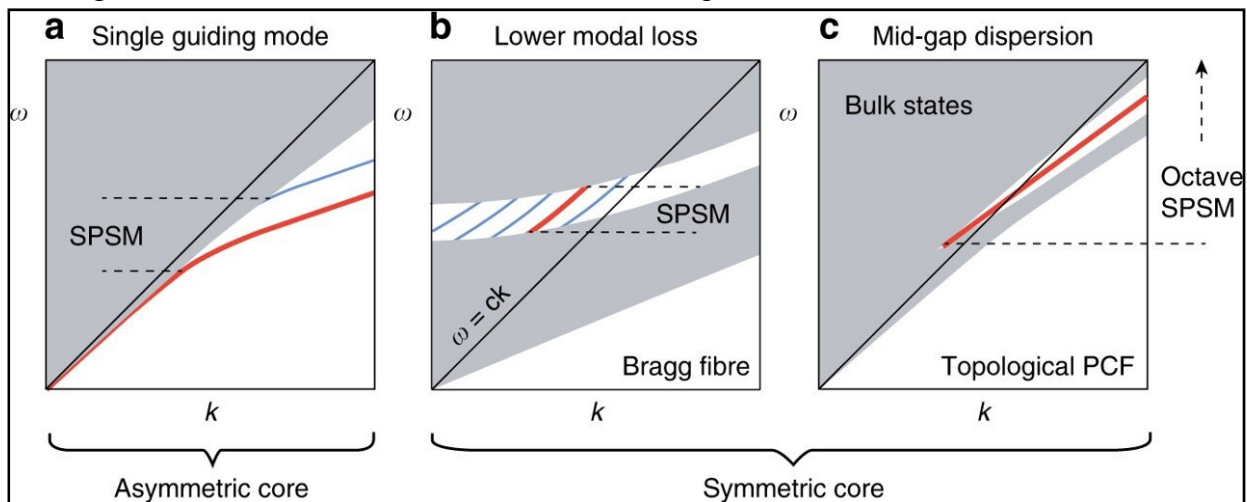 a Single guiding mode
b Lower modal loss
c Mid-gap dispersion
ω
SPSM
k
Asymmetric core
ω
SPSM
ω = ck
Bragg fibre
k
ω
Bulk states
Topological PCF
k
Octave
SPSM
Symmetric core